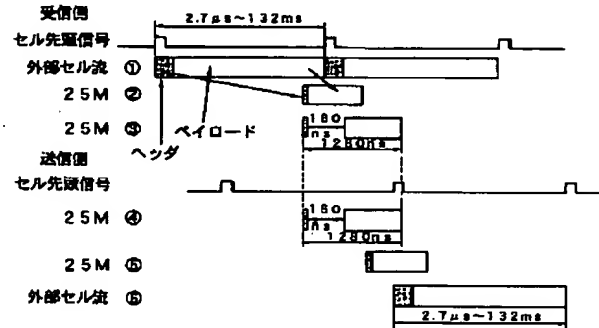 受信側
2.7μs~132ms
セル先頭信号
外部セル流 ①
25M ②
25M ③
160
ns
1280ns
ペイロード
ヘッダ
送信側
セル先頭信号
25M ④
160
ns
1280ns
25M ⑤
外部セル流 ⑥
2.7μs~132ms